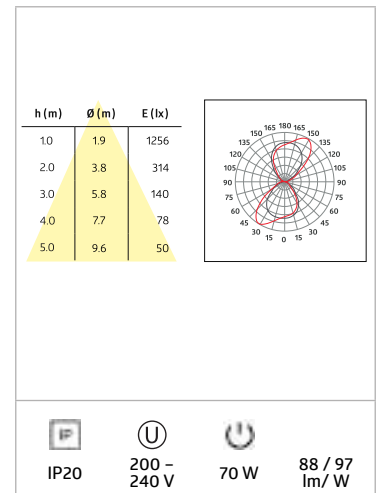 h (m) Ø (m) E (lx)
1.0 1.9 1256
2.0 3.8 314
3.0 5.8 140
4.0 7.7 78
5.0 9.6 50
165 180 165
150 150
135 135
120 120
105 105
90 90
75 75
60 60
45 45
30 15 0 15 30
IP U
IP20 200 – 240 V 70 W 88 / 97 lm/ W